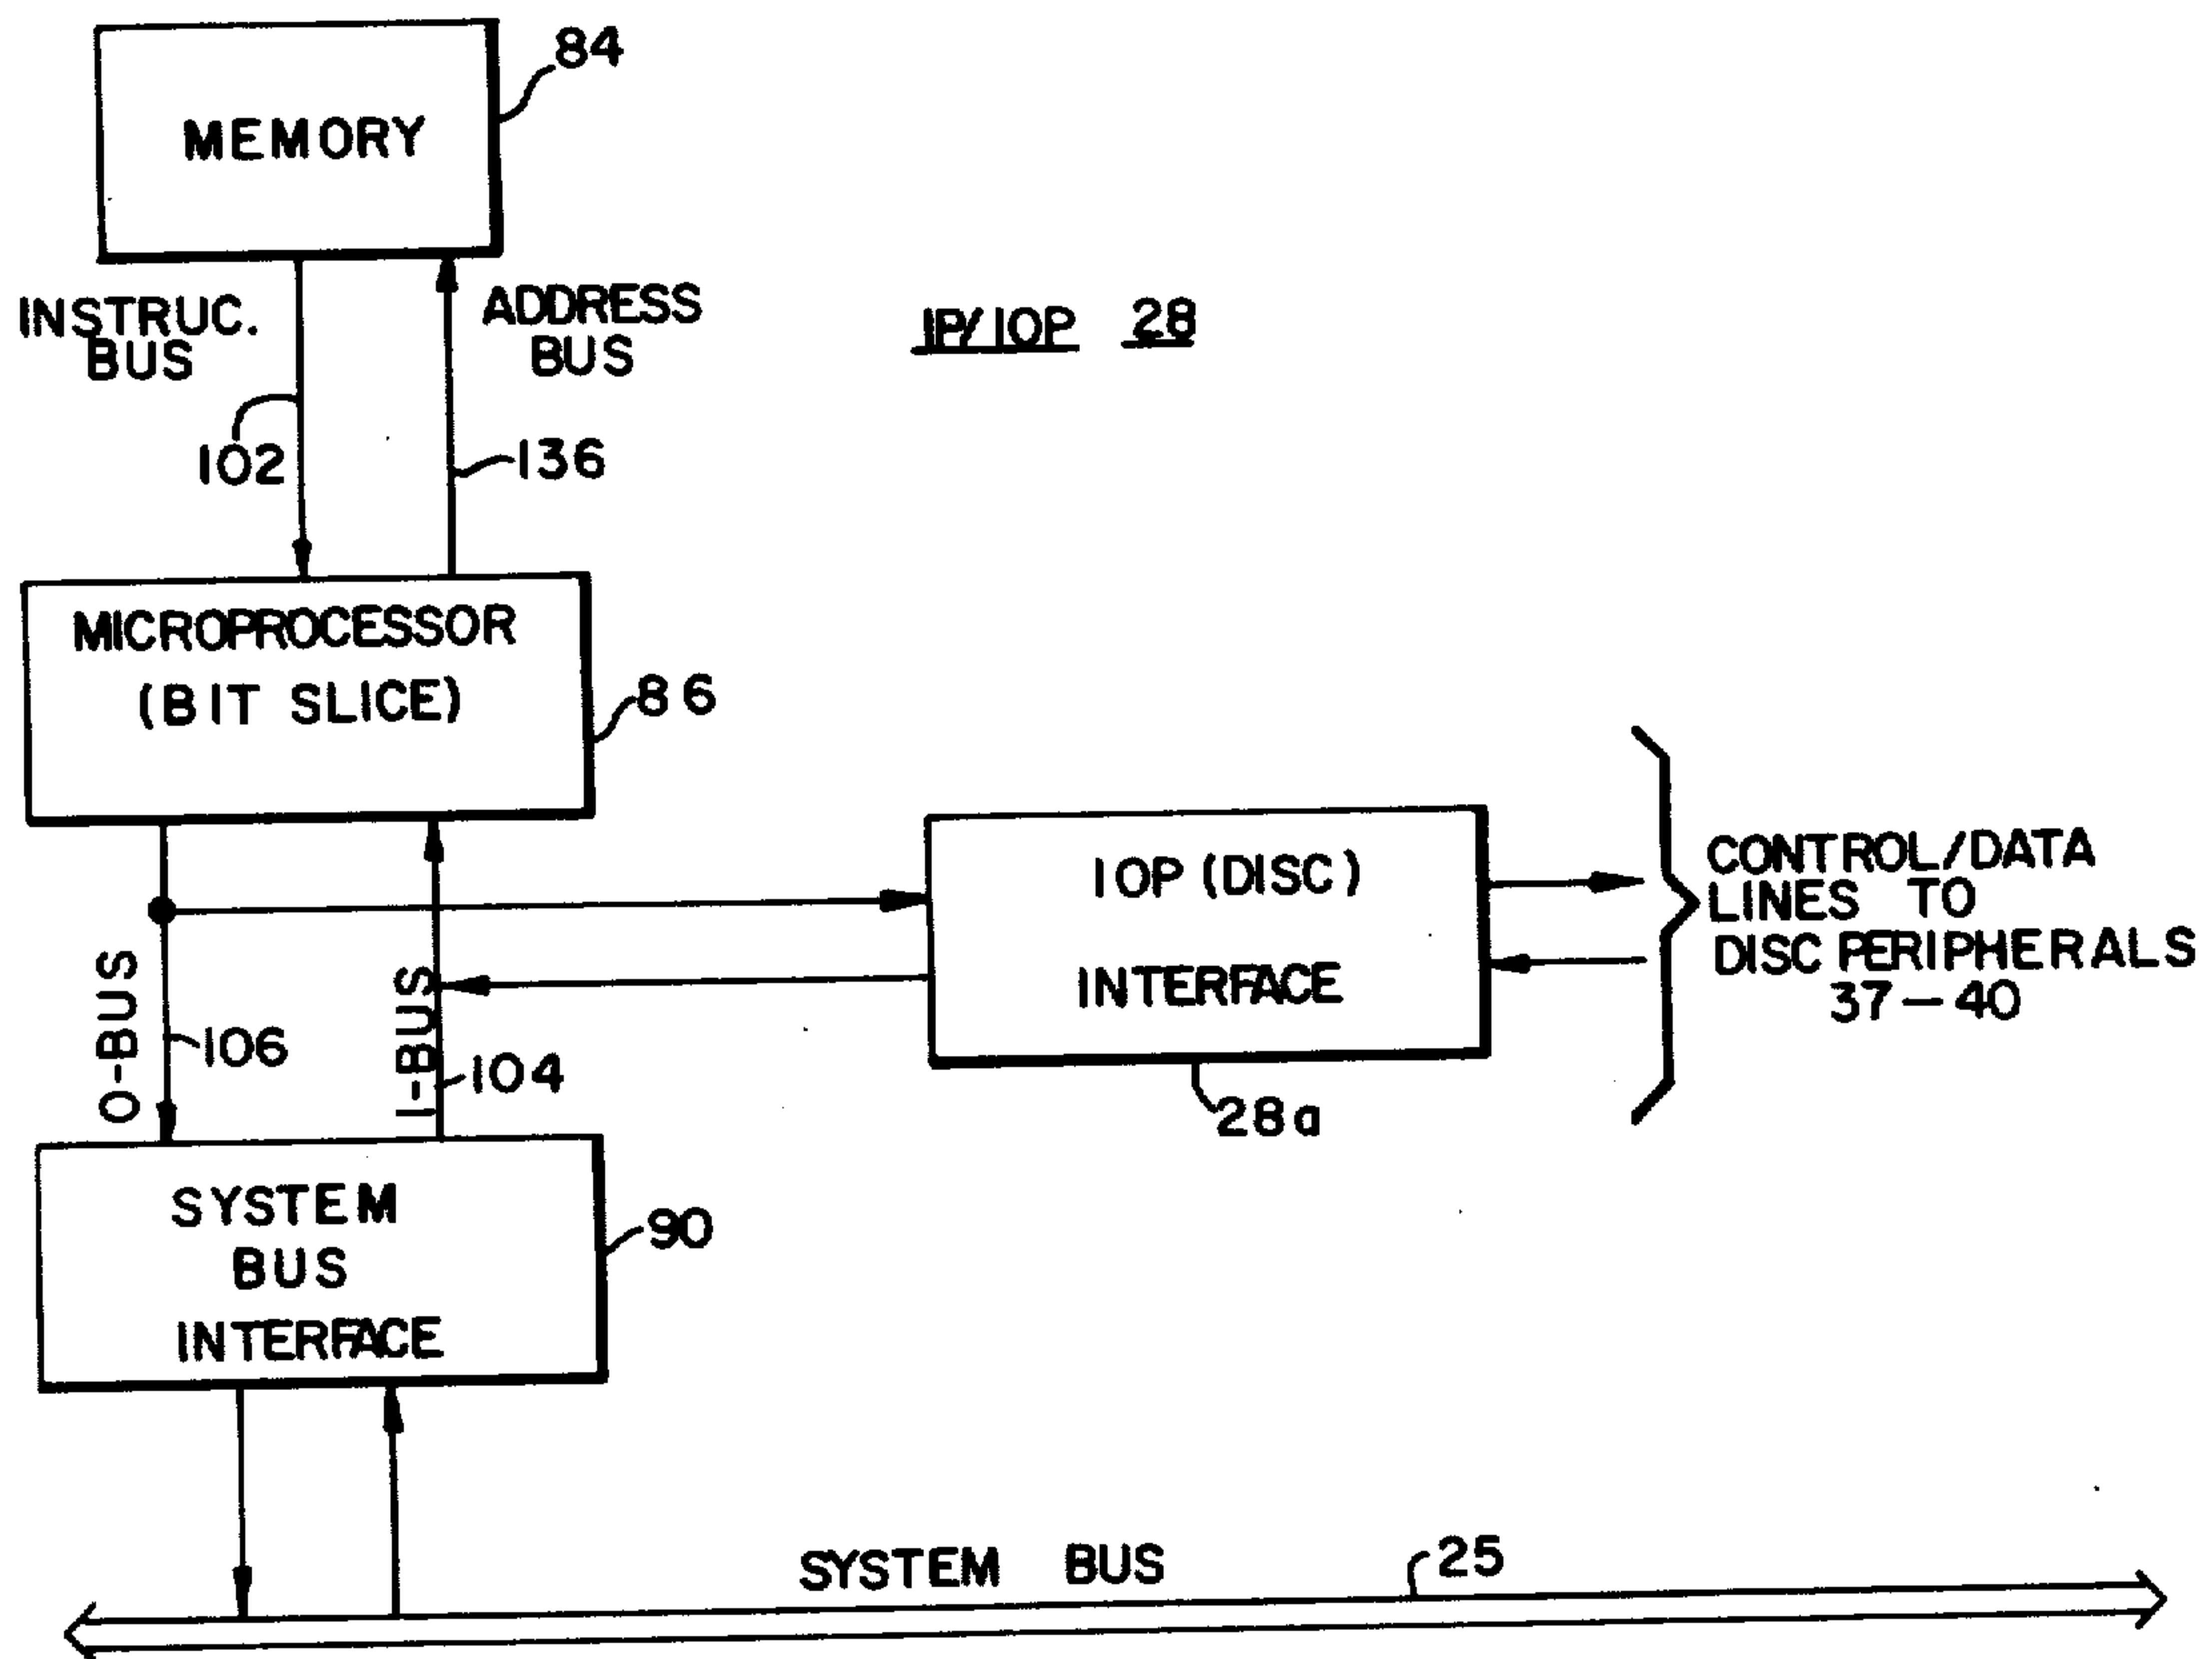 84
MEMORY
INSTRUC.
BUS
ADDRESS
BUS
IP/IOP 28
102
136
MICROPROCESSOR
(BIT SLICE)
86
IOP (DISC)
INTERFACE
28a
CONTROL/DATA
LINES TO
DISC PERIPHERALS
37-40
O-BUS
106
I-BUS
104
SYSTEM
BUS
INTERFACE
90
SYSTEM BUS
25